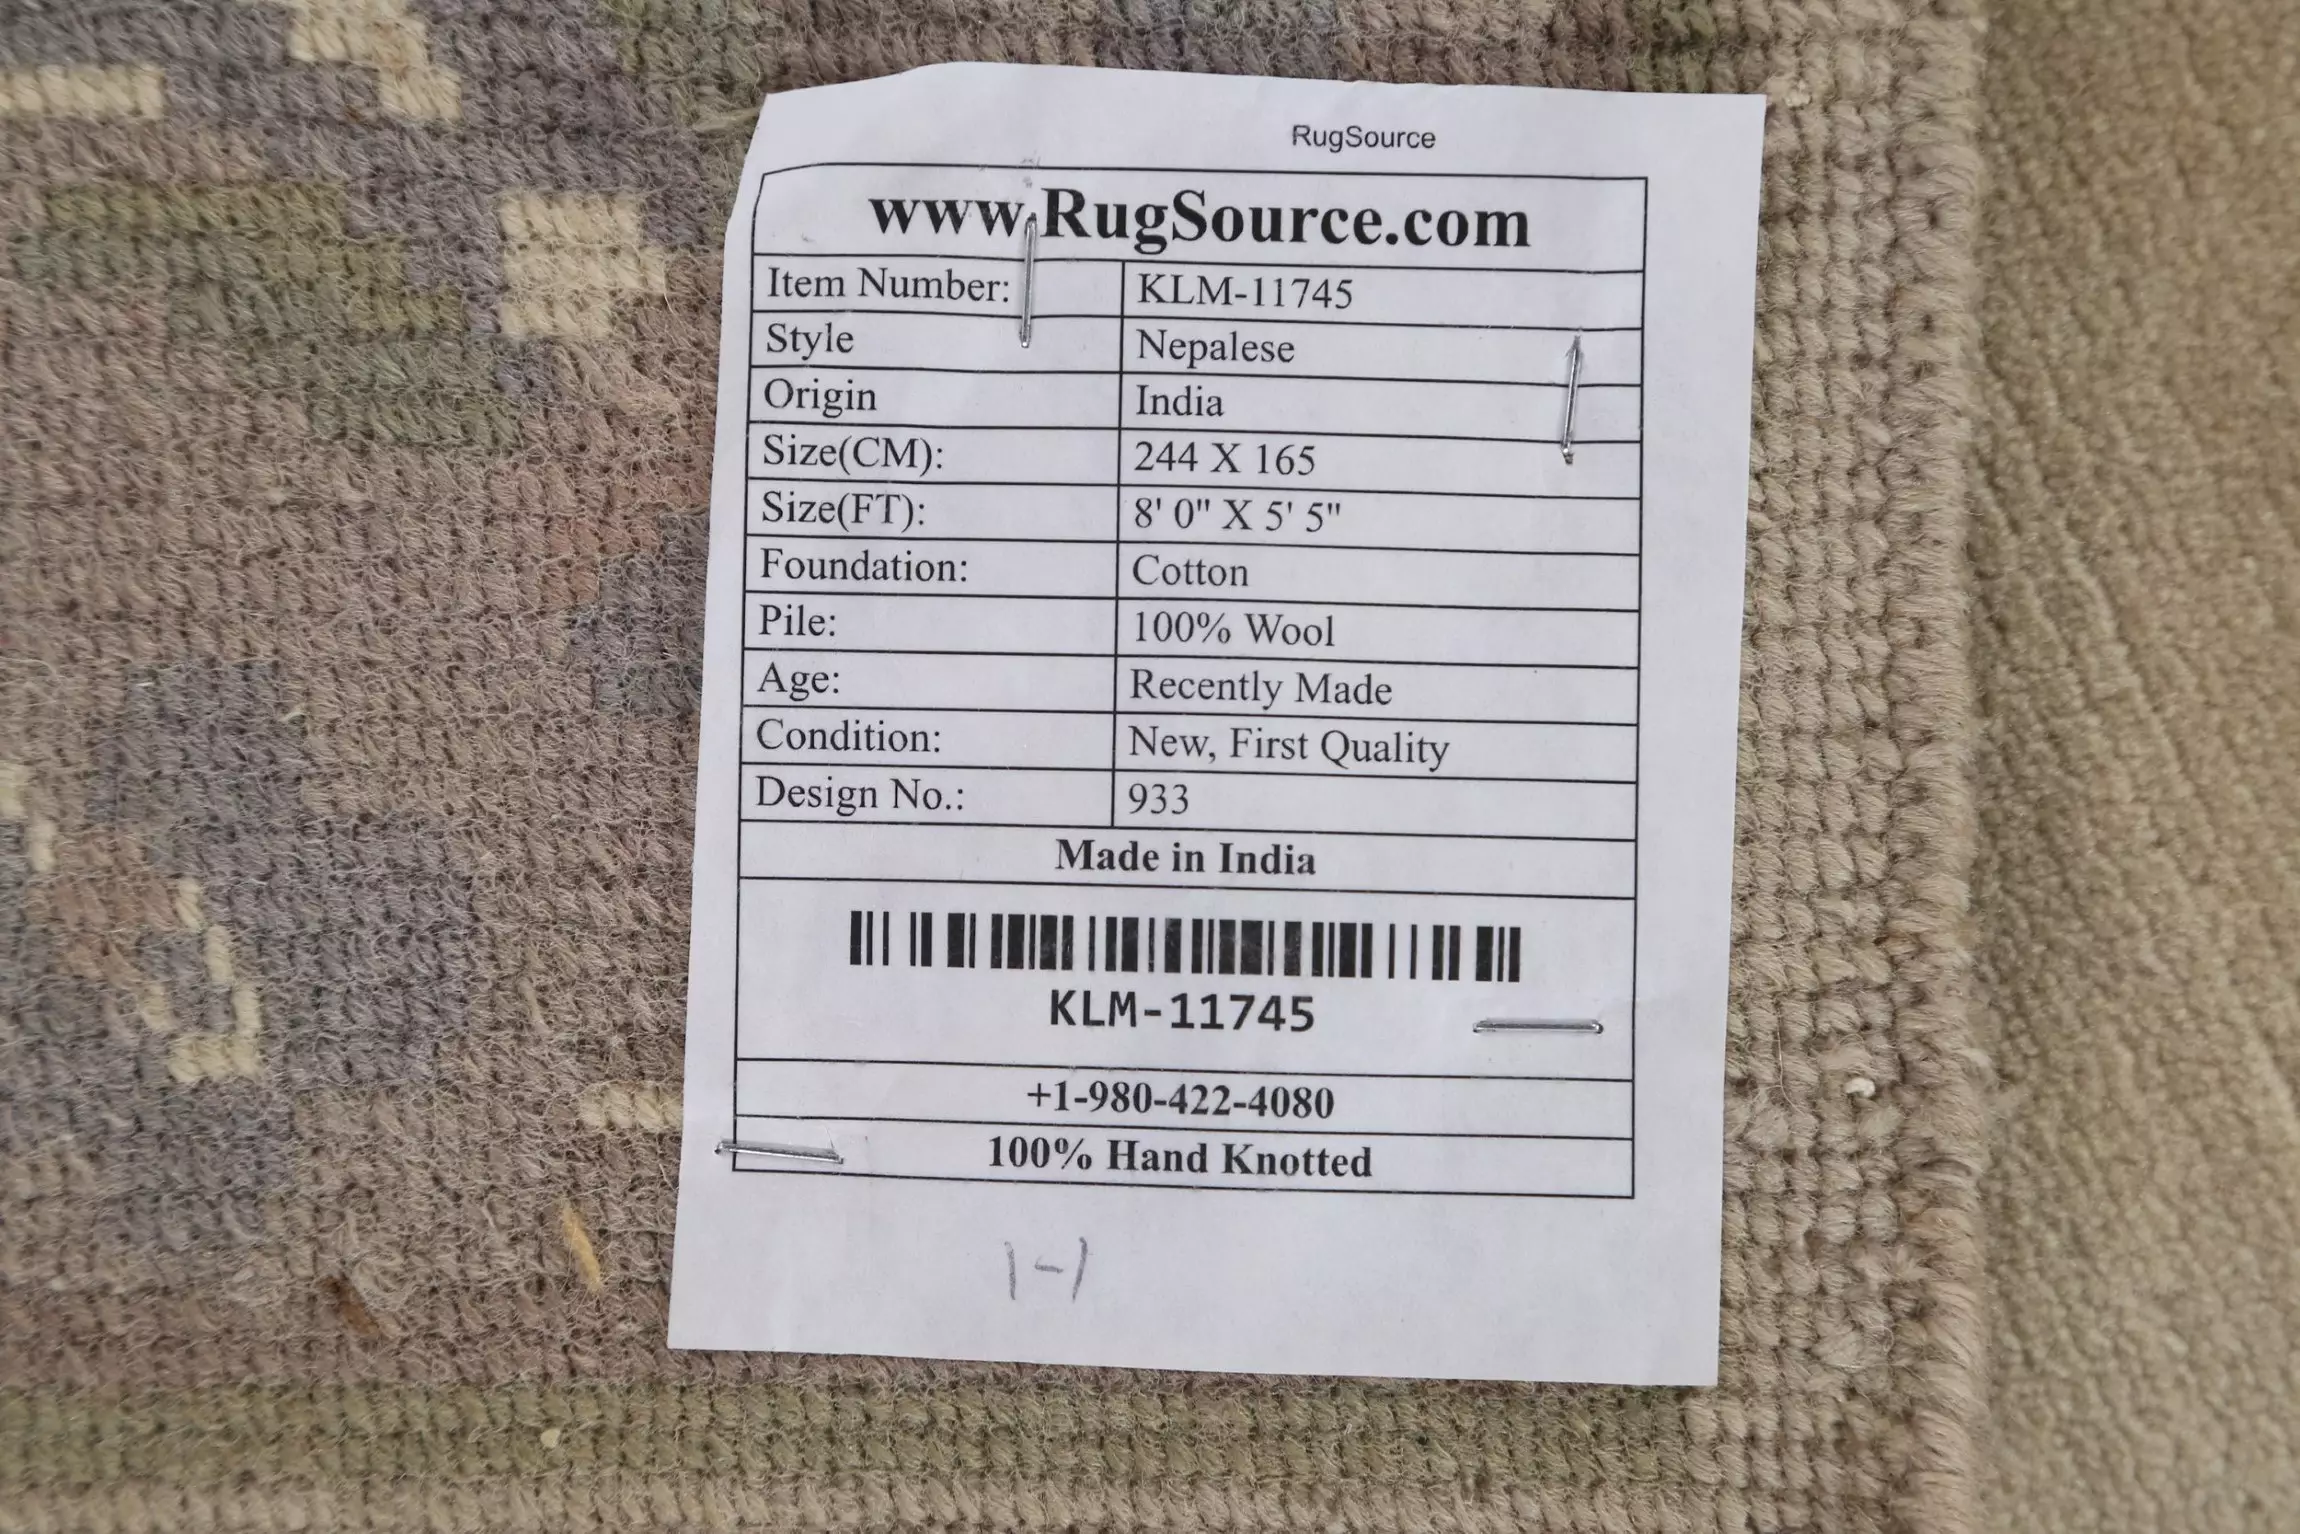 RugSource
www.RugSource.com
Item Number: KLM-11745
Style Nepalese
Origin India
Size(CM): 244 X 165
Size(FT): 8' 0" X 5' 5"
Foundation: Cotton
Pile: 100% Wool
Age: Recently Made
Condition: New, First Quality
Design No.: 933
Made in India
KLM-11745
+1-980-422-4080
100% Hand Knotted
1-1